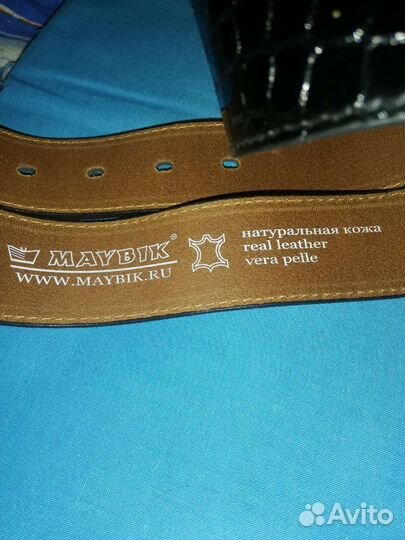 MAYBIK®
WWW.MAYBIK.RU
натуральная кожа
real leather
vera pelle
Avito